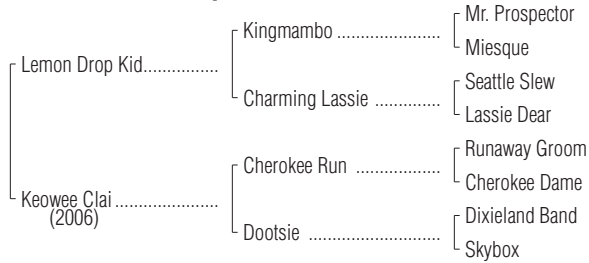 Mr. Prospector
Kingmambo ..................
Miesque
Lemon Drop Kid...............
Seattle Slew
Charming Lassie ..............
Lassie Dear
Runaway Groom
Cherokee Run .................
Cherokee Dame
Keowee Clai .....................
(2006)
Dixieland Band
Dootsie ..........................
Skybox